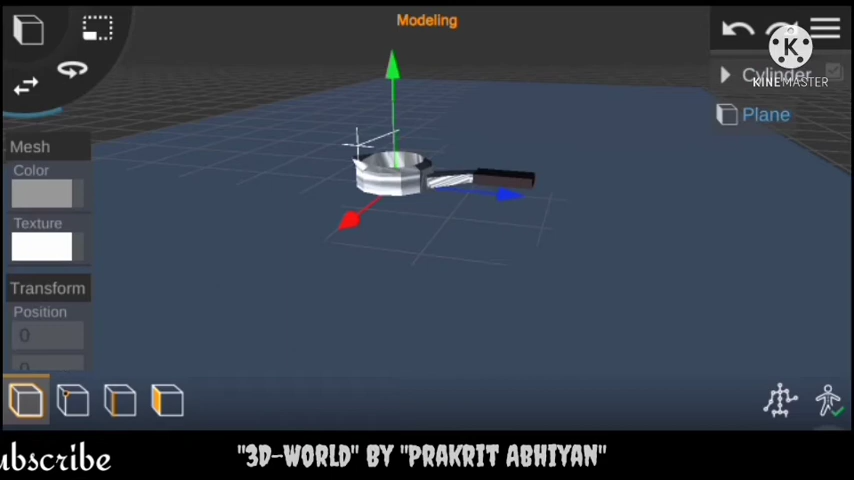 Modeling
K
KINEMASTER
Cylinder
Plane
Mesh
Color
Texture
Transform
Position
0
ubscribe
"3D-WORLD" BY "PRAKRIT ABHIYAN"